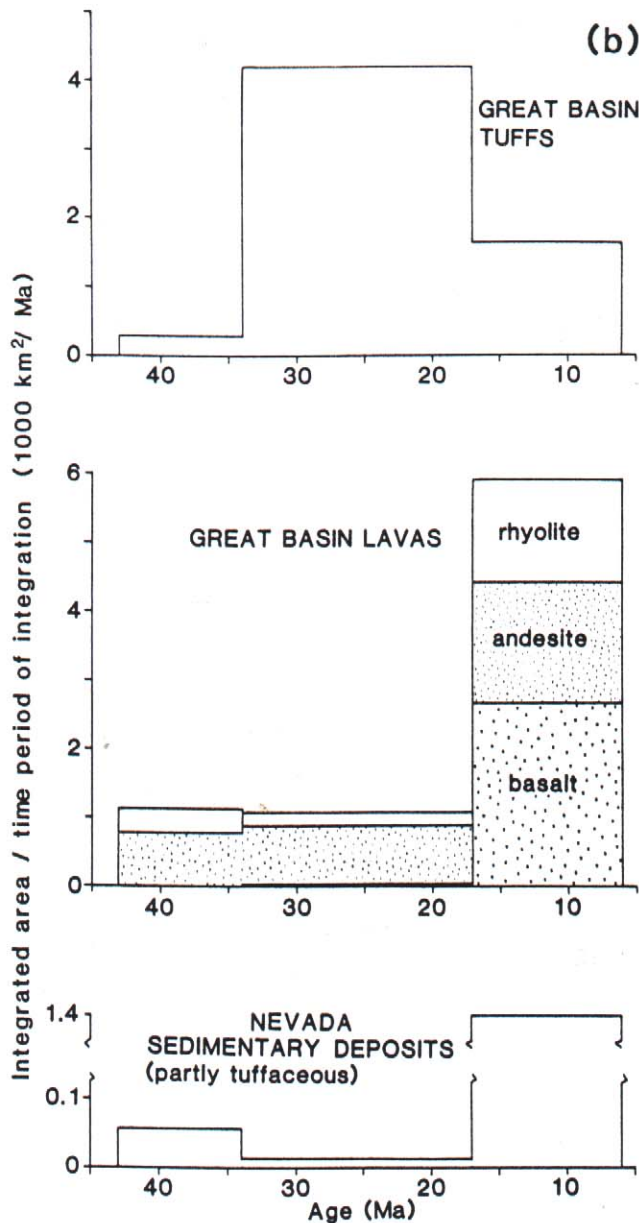 (b)
GREAT BASIN
TUFFS
4
2
0
40
30
20
10
Integrated area / time period of integration (1000 km²/ Ma)
GREAT BASIN LAVAS
6
4
2
0
rhyolite
andesite
basalt
40
30
20
10
NEVADA
SEDIMENTARY DEPOSITS
(partly tuffaceous)
1.4
0.1
0
40
30
20
10
Age (Ma)